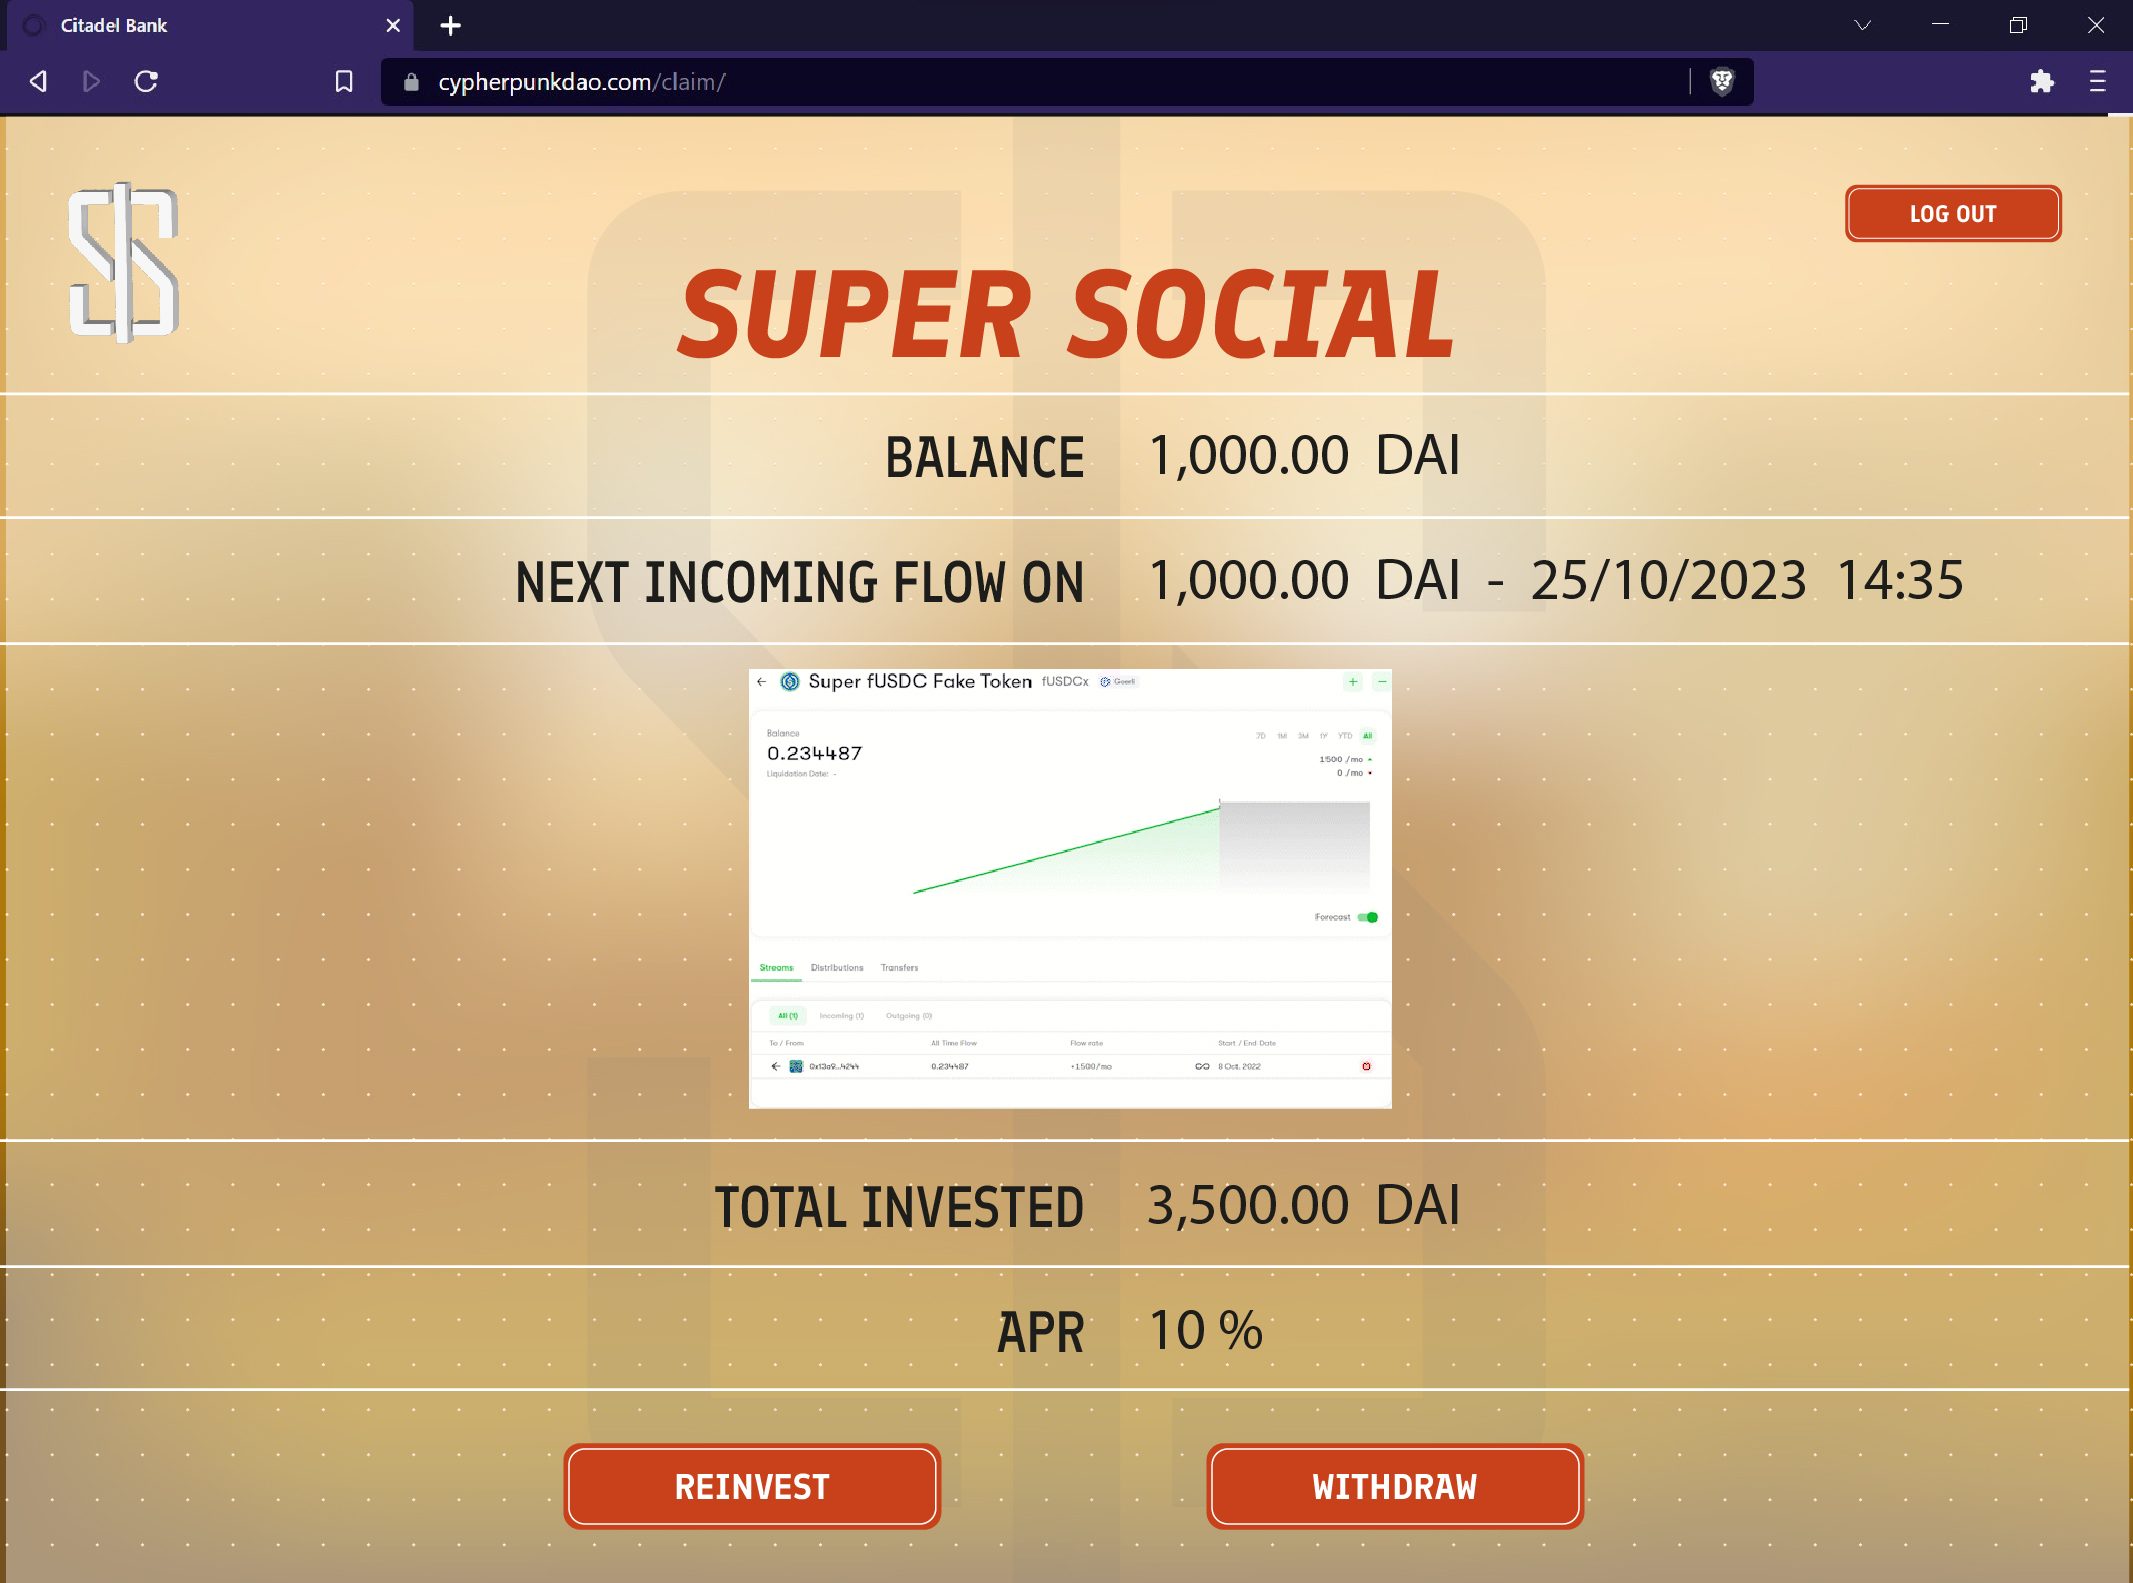 Citadel Bank
cypherpunkdao.com/claim/
LOG OUT
SUPER SOCIAL
BALANCE 1,000.00 DAI
NEXT INCOMING FLOW ON 1,000.00 DAI - 25/10/2023 14:35
Super fUSDC Fake Token fUSDCx Goerli
Balance
7D 1M 3M 1Y YTD All
0.234487
1500 /mo
Liquidation Date: -
0 /mo
Forecast
Streams Distributions Transfers
All (1) Incoming (1) Outgoing (0)
To / From All Time Flow Flow rate Start / End Date
0.234487 +1500/mo 8 Oct. 2022
TOTAL INVESTED 3,500.00 DAI
APR 10 %
REINVEST WITHDRAW